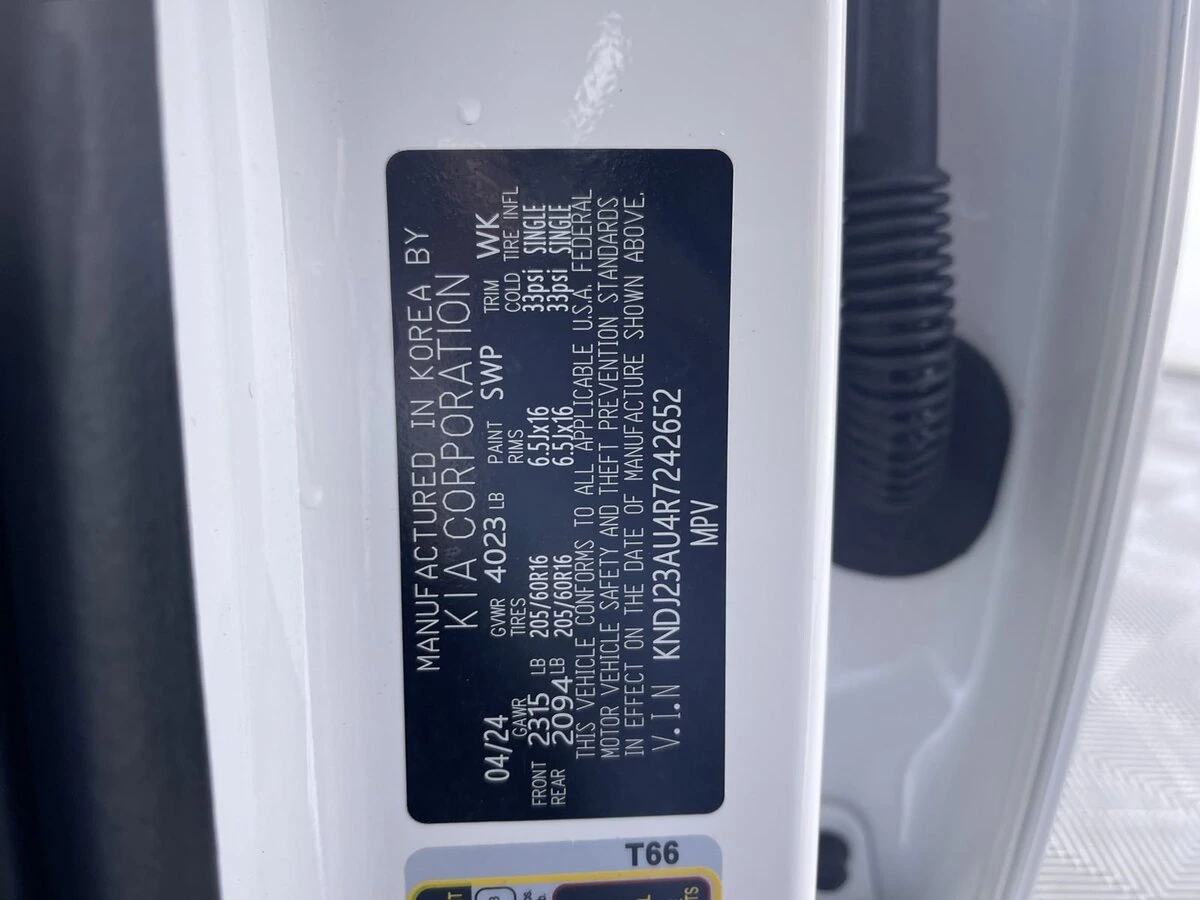 MANUFACTURED IN KOREA BY
KIA CORPORATION
04/24 GVWR 4023 LB PAINT SWP TRIM WK
GAWR TIRES RIMS COLD TIRE INFL
FRONT 2315 LB 205/60R16 6.5Jx16 33psi SINGLE
REAR 2094 LB 205/60R16 6.5Jx16 33psi SINGLE
THIS VEHICLE CONFORMS TO ALL APPLICABLE U.S.A. FEDERAL
MOTOR VEHICLE SAFETY AND THEFT PREVENTION STANDARDS
IN EFFECT ON THE DATE OF MANUFACTURE SHOWN ABOVE.
V.I.N KNDJ23AU4R7242652
MPV
T66